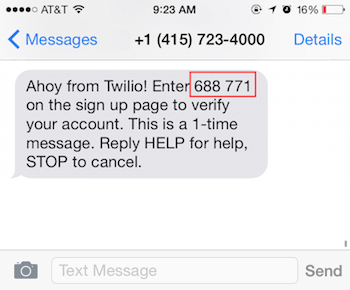 AT&T 9:23 AM 16%
Messages +1 (415) 723-4000 Details
Ahoy from Twilio! Enter 688 771
on the sign up page to verify
your account. This is a 1-time
message. Reply HELP for help,
STOP to cancel.
Text Message Send